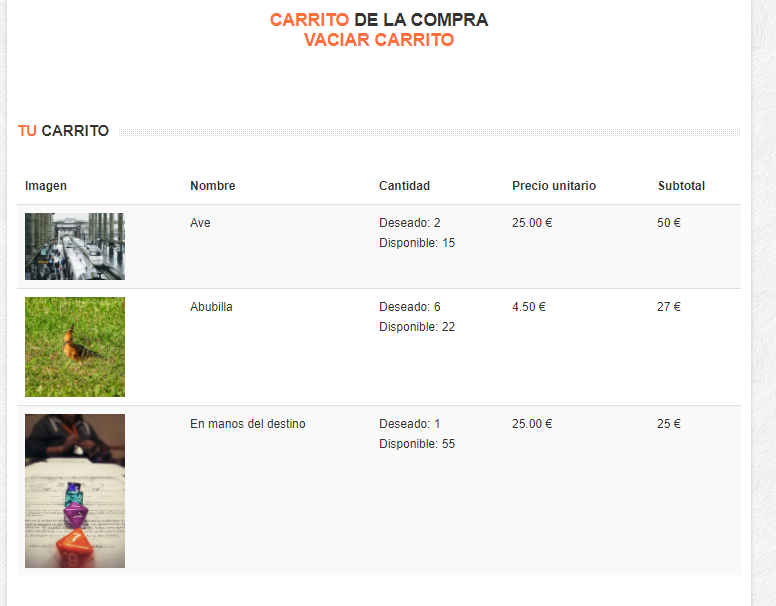 CARRITO DE LA COMPRA
VACIAR CARRITO
TU CARRITO
Imagen Nombre Cantidad Precio unitario Subtotal
Ave Deseado: 2 25.00 € 50 €
Disponible: 15
Abubilla Deseado: 6 4.50 € 27 €
Disponible: 22
En manos del destino Deseado: 1 25.00 € 25 €
Disponible: 55
7